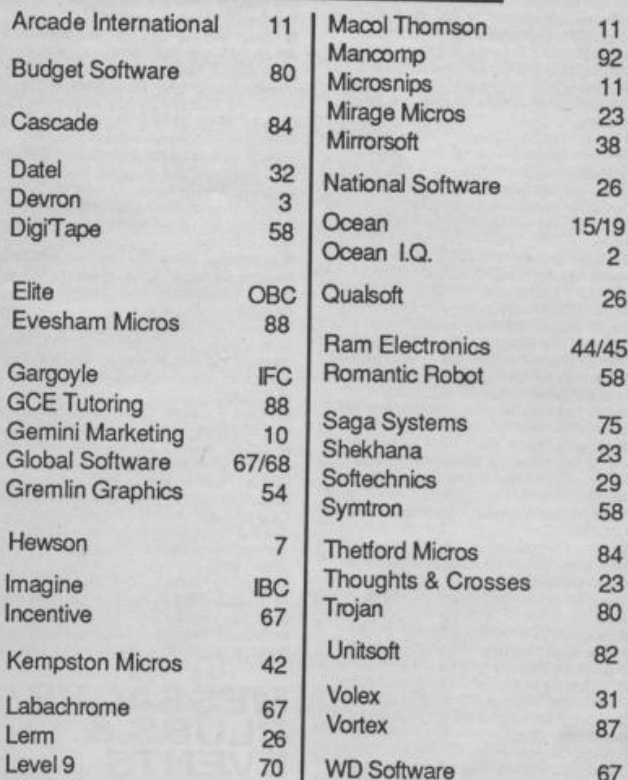 Arcade International 11
Budget Software 80
Cascade 84
Datel 32
Devron 3
Digi'Tape 58
Elite OBC
Evesham Micros 88
Gargoyle IFC
GCE Tutoring 88
Gemini Marketing 10
Global Software 67/68
Gremlin Graphics 54
Hewson 7
Imagine IBC
Incentive 67
Kempston Micros 42
Labachrome 67
Lerm 26
Level 9 70
Macol Thomson 11
Mancomp 92
Microsnips 11
Mirage Micros 23
Mirrorsoft 38
National Software 26
Ocean 15/19
Ocean I.Q. 2
Qualsoft 26
Ram Electronics 44/45
Romantic Robot 58
Saga Systems 75
Shekhana 23
Softechnics 29
Symtron 58
Thetford Micros 84
Thoughts & Crosses 23
Trojan 80
Unitsoft 82
Volex 31
Vortex 87
WD Software 67